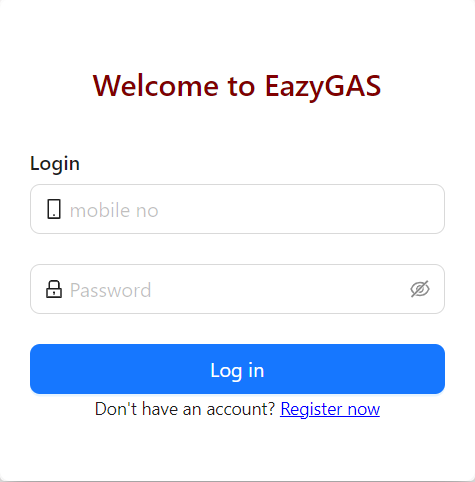 Welcome to EazyGAS
Login
mobile no
Password
Log in
Don't have an account? Register now